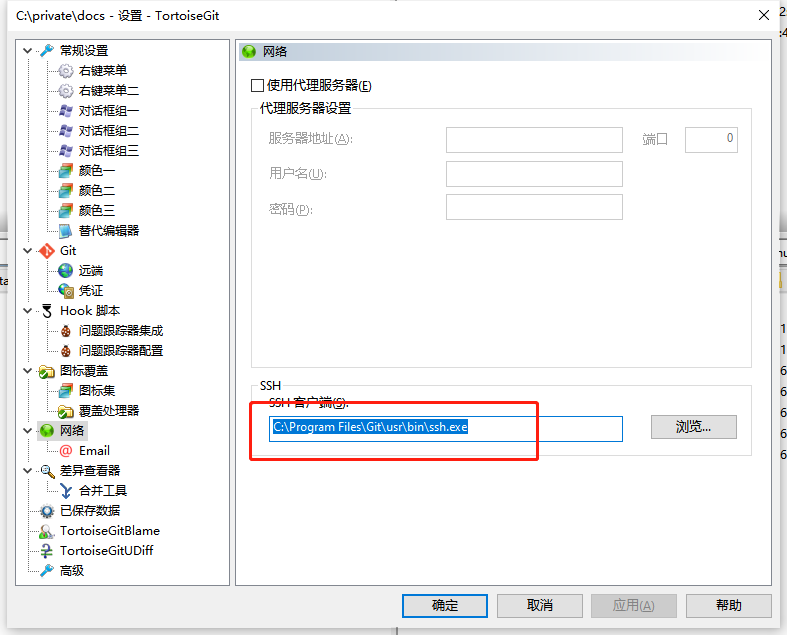 C:\private\docs - 设置 - TortoiseGit
常规设置
右键菜单
右键菜单二
对话框组一
对话框组二
对话框组三
颜色一
颜色二
颜色三
替代编辑器
Git
远端
凭证
Hook 脚本
问题跟踪器集成
问题跟踪器配置
图标覆盖
图标集
覆盖处理器
网络
Email
差异查看器
合并工具
已保存数据
TortoiseGitBlame
TortoiseGitUDiff
高级
网络
使用代理服务器(E)
代理服务器设置
服务器地址(A):
端口
0
用户名(U):
密码(P):
SSH
SSH 客户端(S):
C:\Program Files\Git\usr\bin\ssh.exe
浏览...
确定
取消
应用(A)
帮助